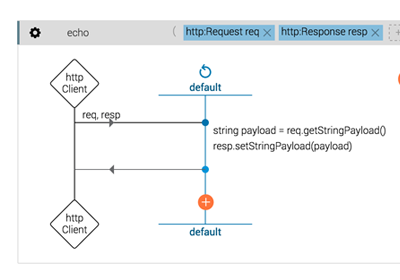 echo ( http:Request req × http:Response resp ×
http
Client
default
req, resp
string payload = req.getStringPayload()
resp.setStringPayload(payload)
http
Client
default